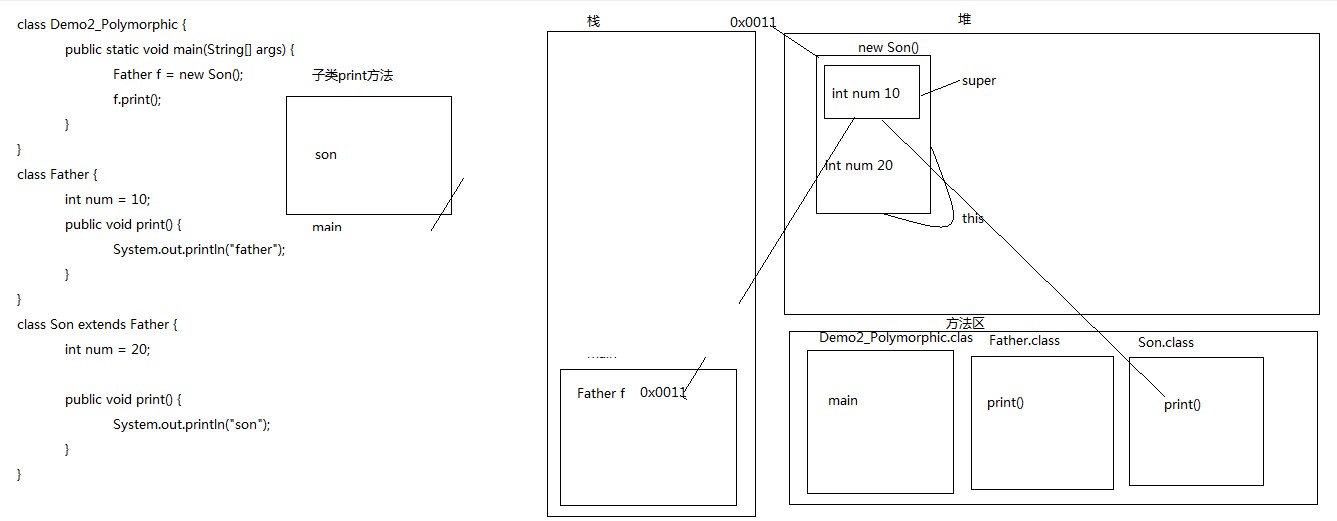 class Demo2_Polymorphic {
public static void main(String[] args) {
Father f = new Son();
f.print();
}
}
class Father {
int num = 10;
public void print() {
System.out.println("father");
}
}
class Son extends Father {
int num = 20;
public void print() {
System.out.println("son");
}
}
子类print方法
son
main
栈
Father f 0x0011
0x0011
堆
new Son()
int num 10
super
int num 20
this
方法区
Demo2_Polymorphic.clas
main
Father.class
print()
Son.class
print()